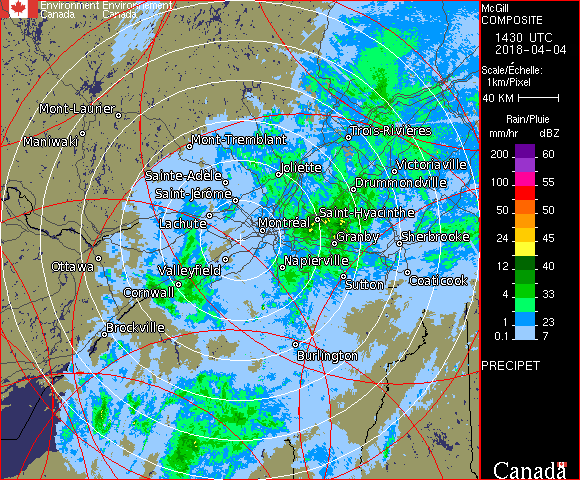 Environment Environnement
Canada Canada
McGill
COMPOSITE
1430 UTC
2018-04-04
Scale/Échelle:
1km/Pixel
40 KM
Rain/Pluie
mm/hr dBZ
200 60
100 55
50 50
24 45
12 40
4 33
1 23
0.1 7
PRECIPET
Canada
Mont-Laurier
Maniwaki
Mont-Tremblant
Trois-Rivières
Sainte-Adèle
Joliette
Victoriaville
Saint-Jérôme
Drummondville
Lachute
Montréal
Saint-Hyacinthe
Granby
Sherbrooke
Ottawa
Valleyfield
Napierville
Cornwall
Sutton
Coaticook
Brockville
Burlington